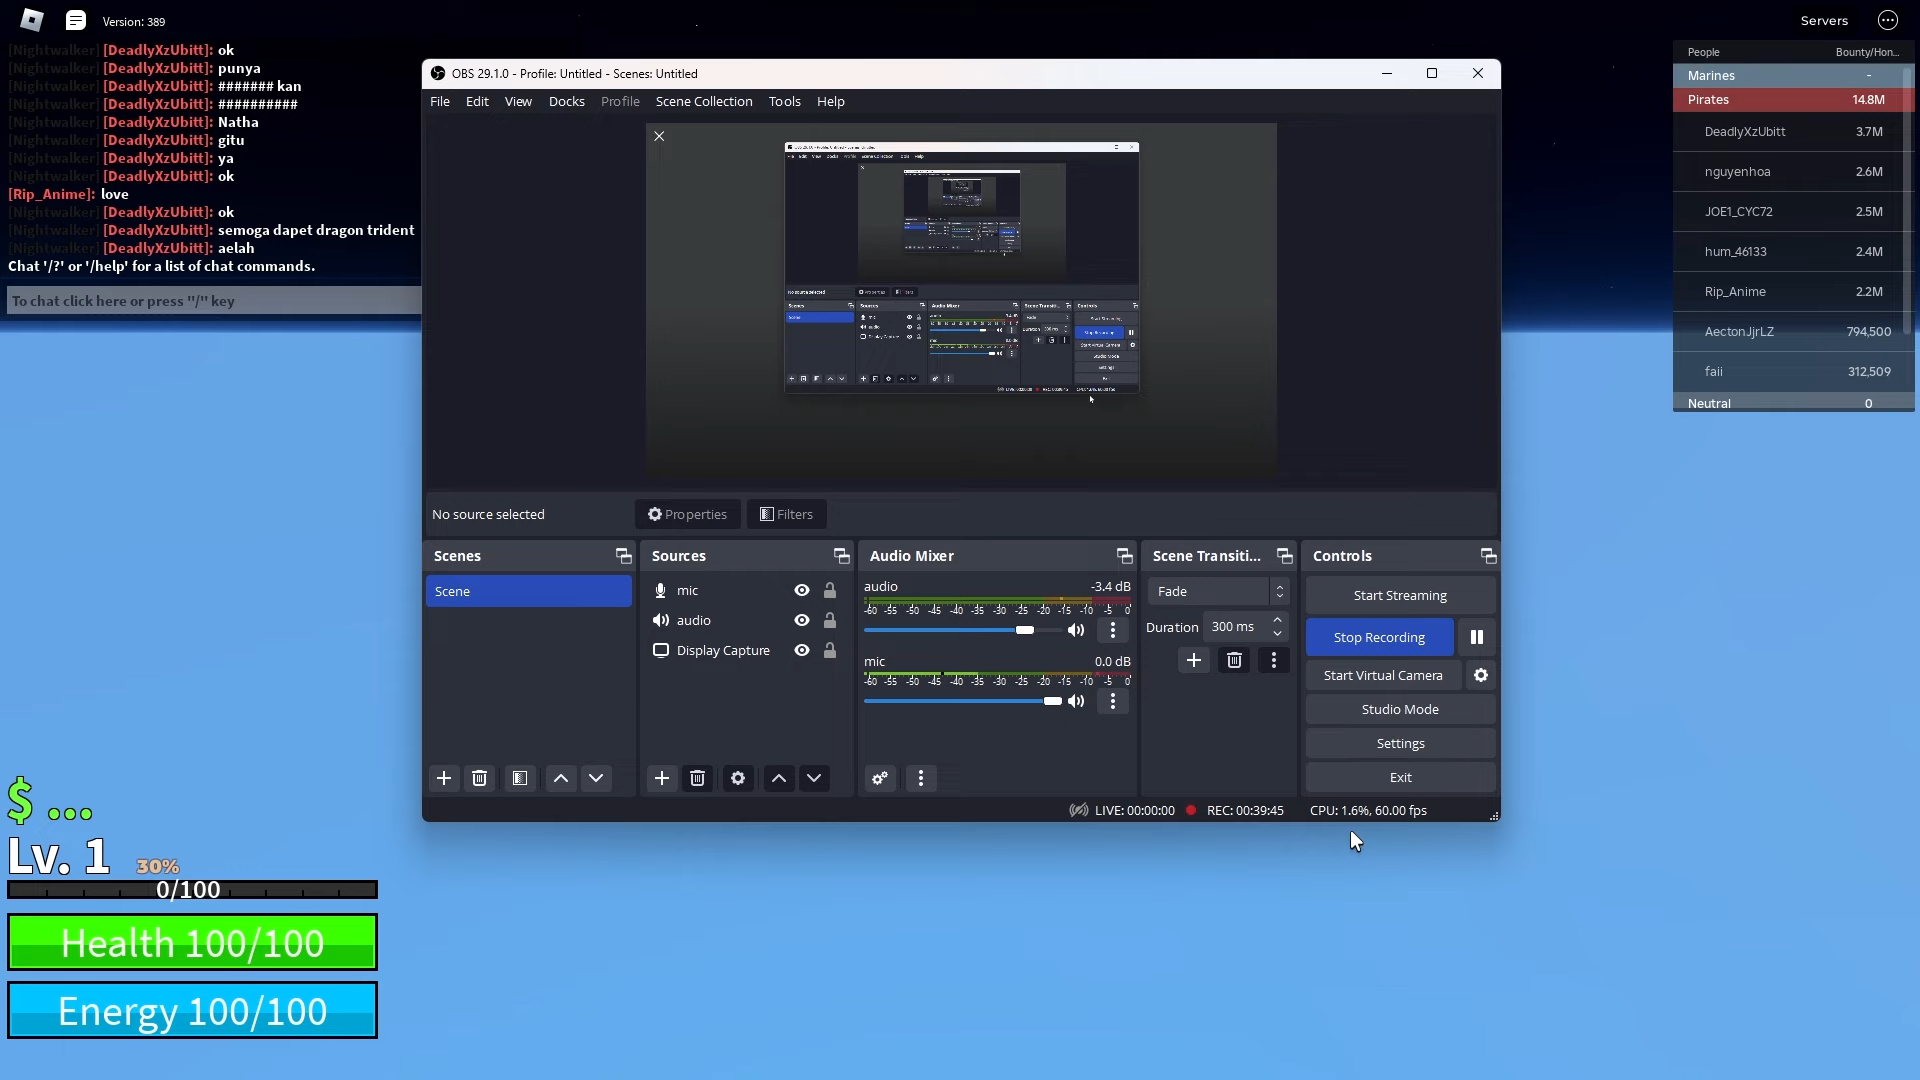 Version: 389
Servers
[Nightwalker] [DeadlyXzUbitt]: ok
[Nightwalker] [DeadlyXzUbitt]: punya
[Nightwalker] [DeadlyXzUbitt]: ####### kan
[Nightwalker] [DeadlyXzUbitt]: ##########
[Nightwalker] [DeadlyXzUbitt]: Natha
[Nightwalker] [DeadlyXzUbitt]: gitu
[Nightwalker] [DeadlyXzUbitt]: ya
[Nightwalker] [DeadlyXzUbitt]: ok
[Rip_Anime]: love
[Nightwalker] [DeadlyXzUbitt]: ok
[Nightwalker] [DeadlyXzUbitt]: semoga dapet dragon trident
[Nightwalker] [DeadlyXzUbitt]: aelah
Chat '/?' or '/help' for a list of chat commands.
To chat click here or press "/" key
OBS 29.1.0 - Profile: Untitled - Scenes: Untitled
File Edit View Docks Profile Scene Collection Tools Help
No source selected Properties Filters
Scenes
Scene
Sources
mic
audio
Display Capture
Audio Mixer
audio -3.4 dB
-60 -55 -50 -45 -40 -35 -30 -25 -20 -15 -10 -5 0
mic 0.0 dB
-60 -55 -50 -45 -40 -35 -30 -25 -20 -15 -10 -5 0
Scene Transiti...
Fade
Duration 300 ms
Controls
Start Streaming
Stop Recording
Start Virtual Camera
Studio Mode
Settings
Exit
LIVE: 00:00:00 REC: 00:39:45 CPU: 1.6%, 60.00 fps
People Bounty/Hon...
Marines -
Pirates 14.8M
DeadlyXzUbitt 3.7M
nguyenhoa 2.6M
JOE1_CYC72 2.5M
hum_46133 2.4M
Rip_Anime 2.2M
AectonJjrLZ 794,500
faii 312,509
Neutral 0
$ ...
Lv. 1 30%
0/100
Health 100/100
Energy 100/100